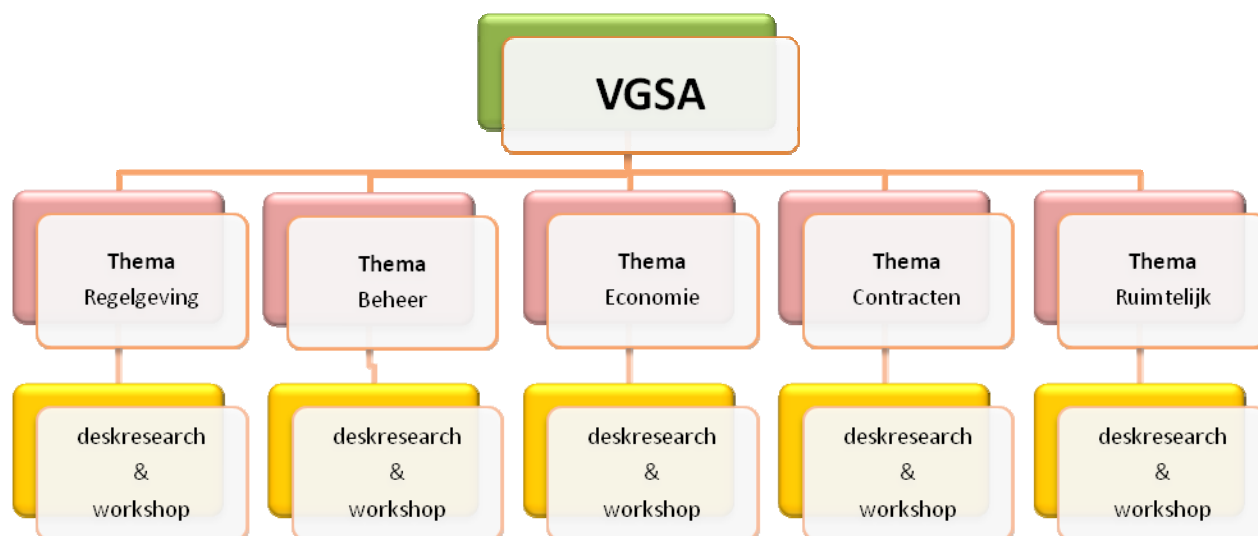 VGSA
Thema
Regelgeving
Thema
Beheer
Thema
Economie
Thema
Contracten
Thema
Ruimtelijk
deskresearch
&
workshop
deskresearch
&
workshop
deskresearch
&
workshop
deskresearch
&
workshop
deskresearch
&
workshop